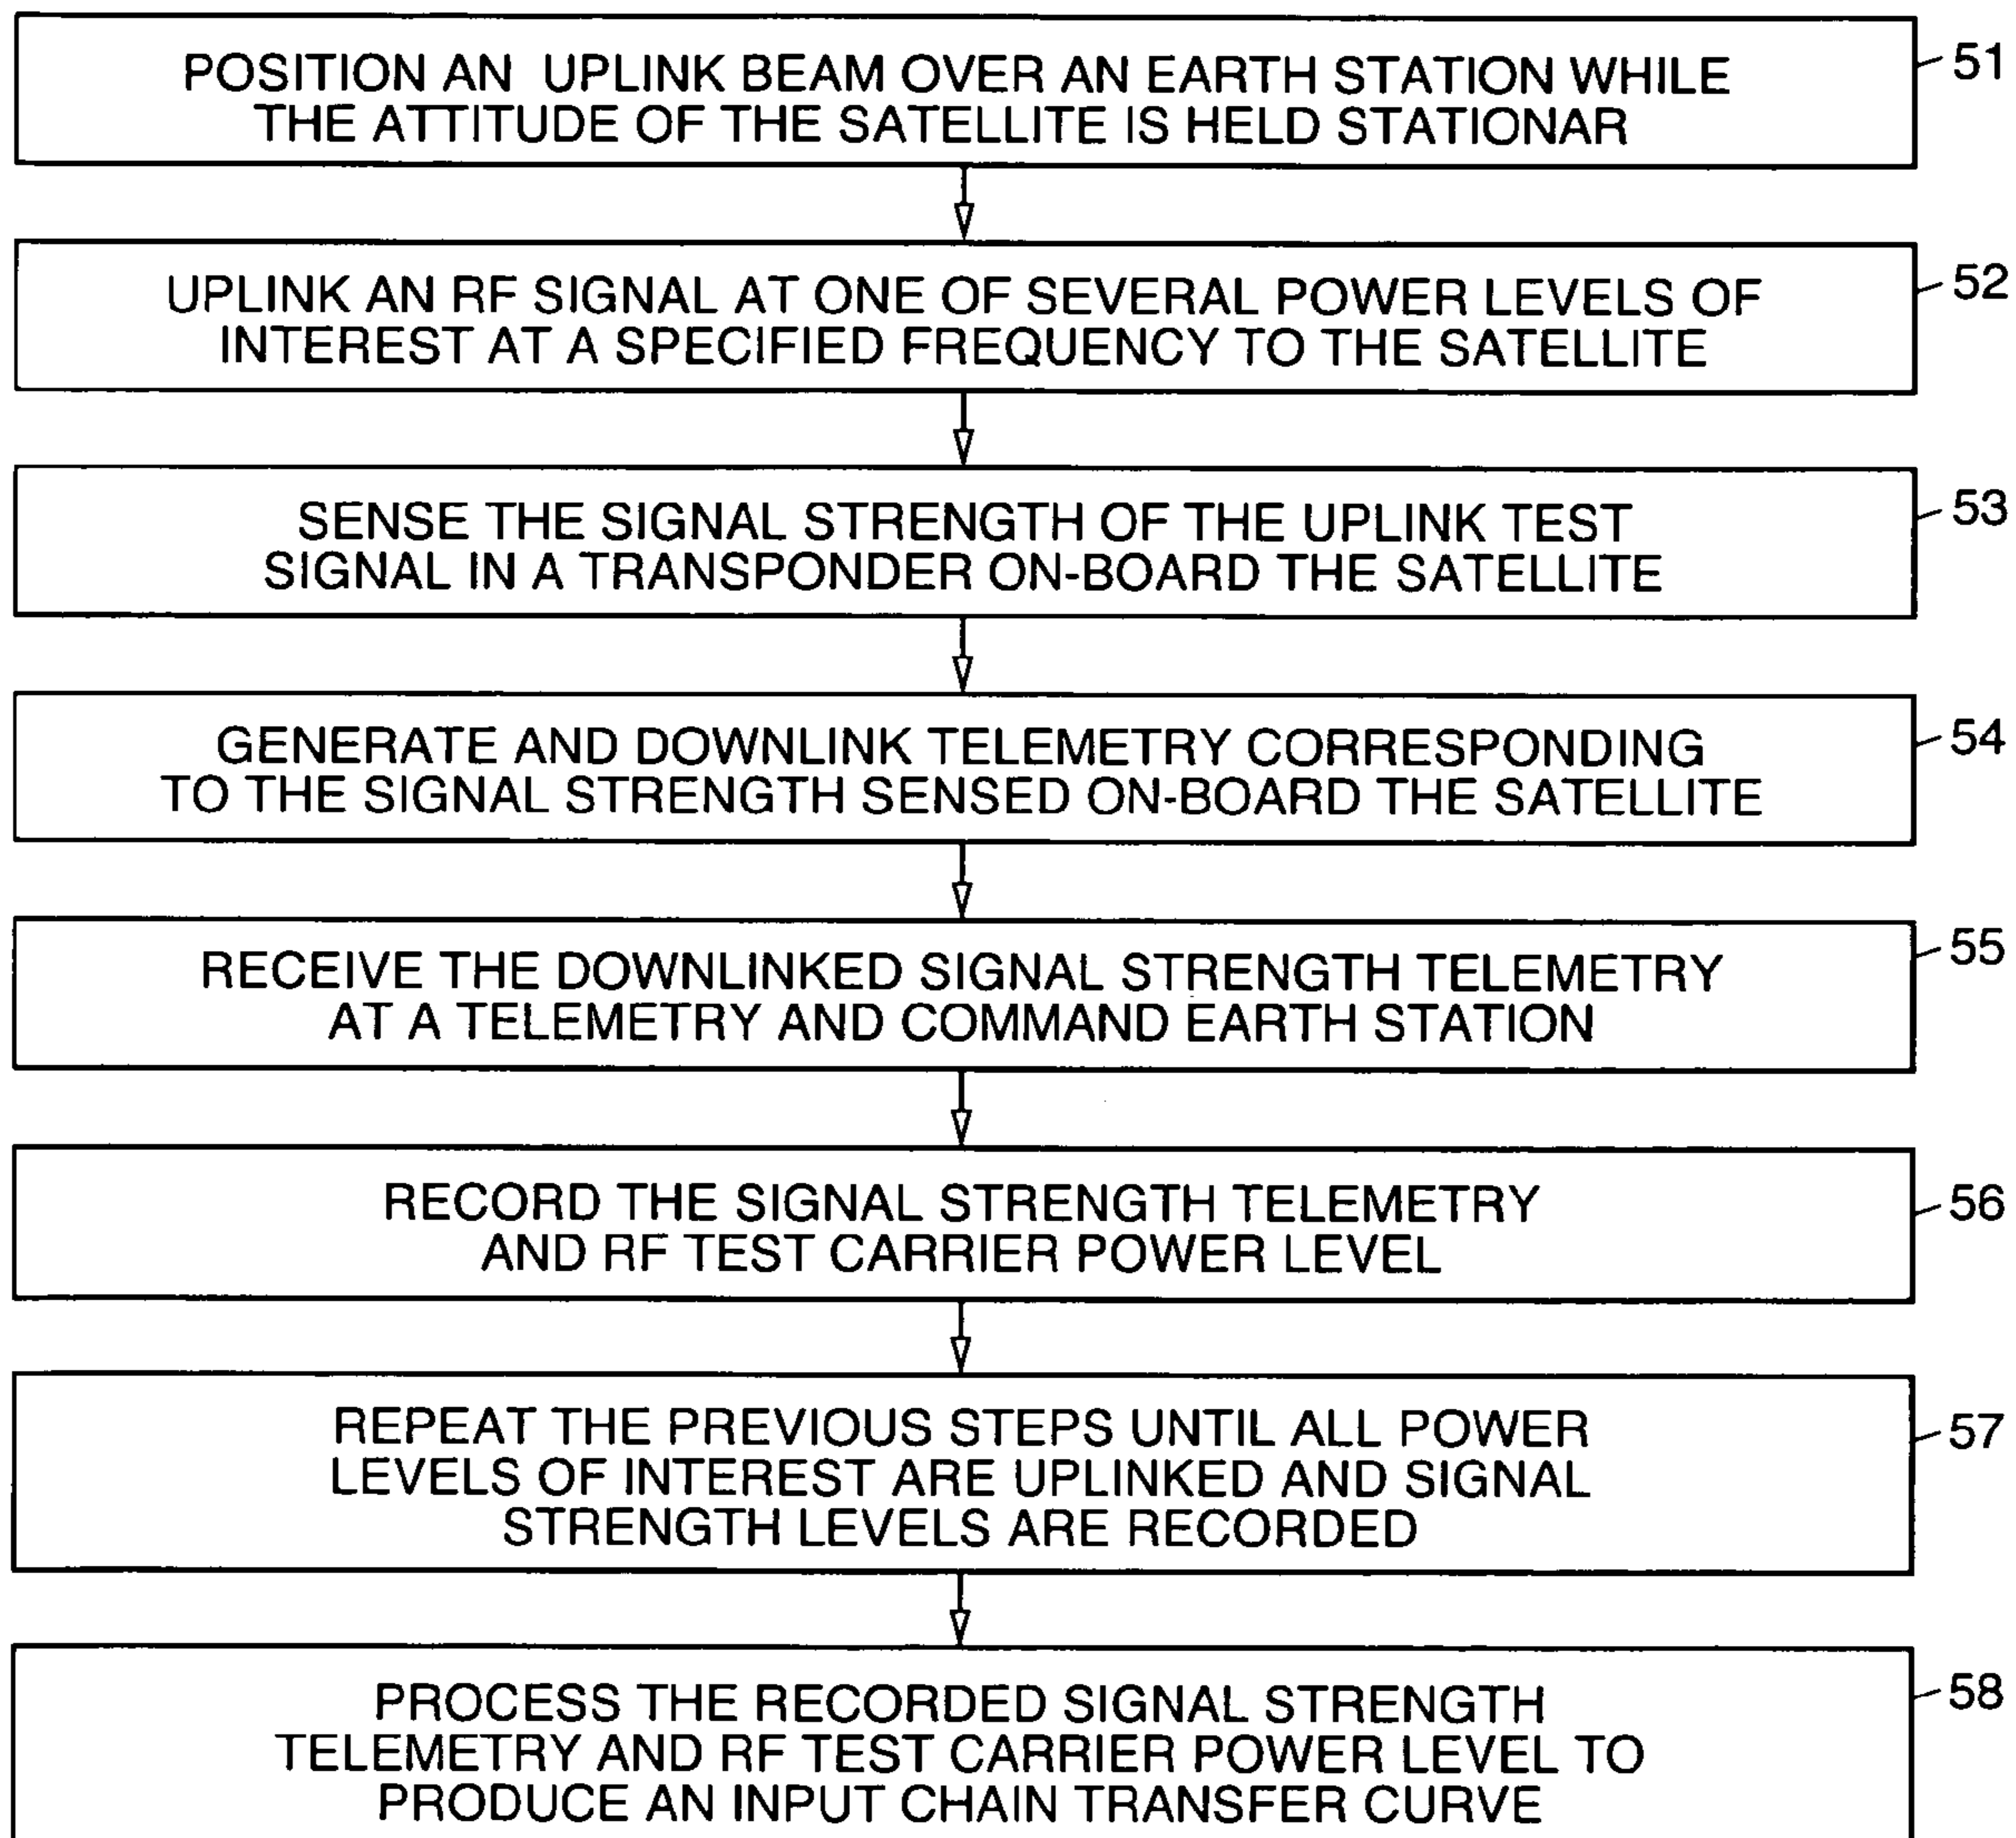 POSITION AN UPLINK BEAM OVER AN EARTH STATION WHILE
THE ATTITUDE OF THE SATELLITE IS HELD STATIONAR
51
UPLINK AN RF SIGNAL AT ONE OF SEVERAL POWER LEVELS OF
INTEREST AT A SPECIFIED FREQUENCY TO THE SATELLITE
52
SENSE THE SIGNAL STRENGTH OF THE UPLINK TEST
SIGNAL IN A TRANSPONDER ON-BOARD THE SATELLITE
53
GENERATE AND DOWNLINK TELEMETRY CORRESPONDING
TO THE SIGNAL STRENGTH SENSED ON-BOARD THE SATELLITE
54
RECEIVE THE DOWNLINKED SIGNAL STRENGTH TELEMETRY
AT A TELEMETRY AND COMMAND EARTH STATION
55
RECORD THE SIGNAL STRENGTH TELEMETRY
AND RF TEST CARRIER POWER LEVEL
56
REPEAT THE PREVIOUS STEPS UNTIL ALL POWER
LEVELS OF INTEREST ARE UPLINKED AND SIGNAL
STRENGTH LEVELS ARE RECORDED
57
PROCESS THE RECORDED SIGNAL STRENGTH
TELEMETRY AND RF TEST CARRIER POWER LEVEL TO
PRODUCE AN INPUT CHAIN TRANSFER CURVE
58